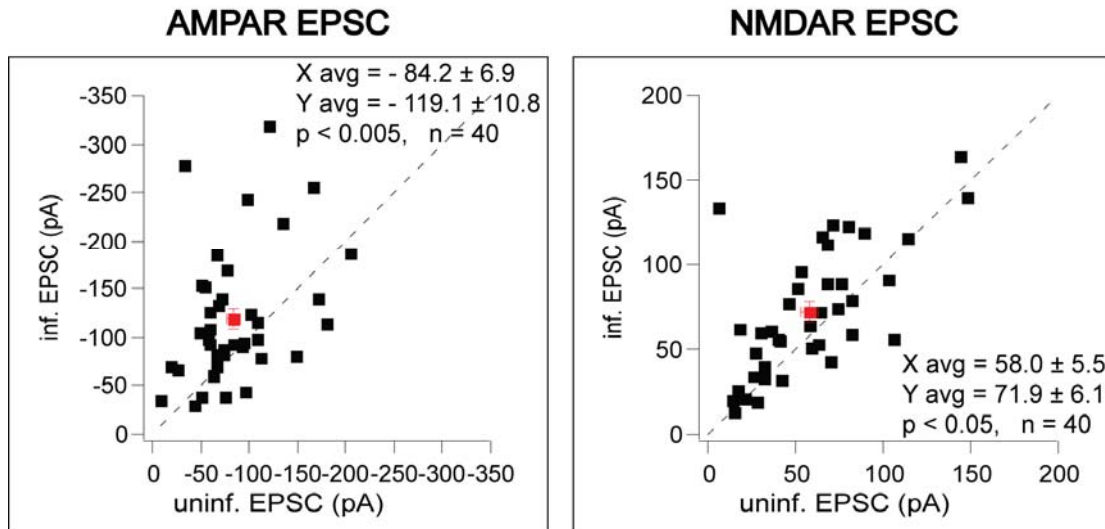 AMPAR EPSC
X avg = - 84.2 ± 6.9
Y avg = - 119.1 ± 10.8
p < 0.005, n = 40
-350
-300
-250
-200
-150
-100
-50
0
inf. EPSC (pA)
0 -50 -100 -150 -200 -250 -300 -350
uninf. EPSC (pA)
NMDAR EPSC
200
150
100
50
0
inf. EPSC (pA)
X avg = 58.0 ± 5.5
Y avg = 71.9 ± 6.1
p < 0.05, n = 40
0 50 100 150 200
uninf. EPSC (pA)